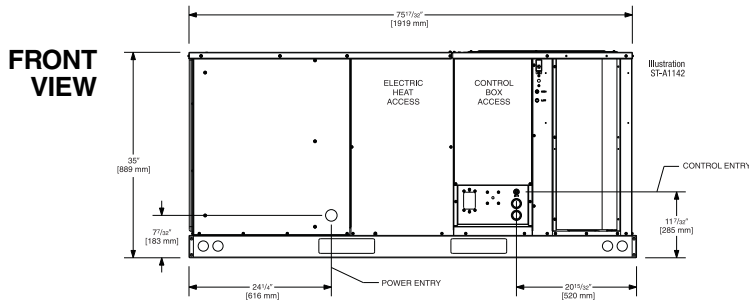 FRONT
VIEW
75 17/32"
[1919 mm]
Illustration
ST-A1142
ELECTRIC
HEAT
ACCESS
CONTROL
BOX
ACCESS
35"
[889 mm]
CONTROL ENTRY
7 7/32"
[183 mm]
11 7/32"
[285 mm]
24 1/4"
[616 mm]
POWER ENTRY
20 15/32"
[520 mm]